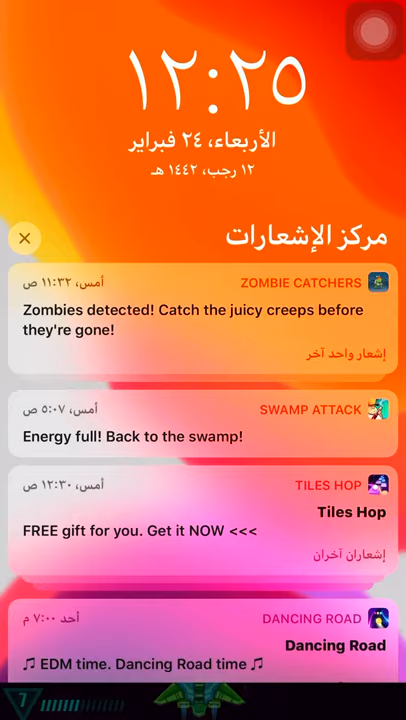 ١٢:٢٥
الأربعاء، ٢٤ فبراير
١٢ رجب، ١٤٤٢ هـ
مركز الإشعارات
ZOMBIE CATCHERS أمس، ١١:٣٢ ص
Zombies detected! Catch the juicy creeps before
they're gone!
إشعار واحد آخر
SWAMP ATTACK أمس، ٥:٠٧ ص
Energy full! Back to the swamp!
TILES HOP أمس، ١٢:٣٠ ص
Tiles Hop
FREE gift for you. Get it NOW <<<
إشعاران آخران
DANCING ROAD أحد ٧:٠٠ م
Dancing Road
♫ EDM time. Dancing Road time ♫
7